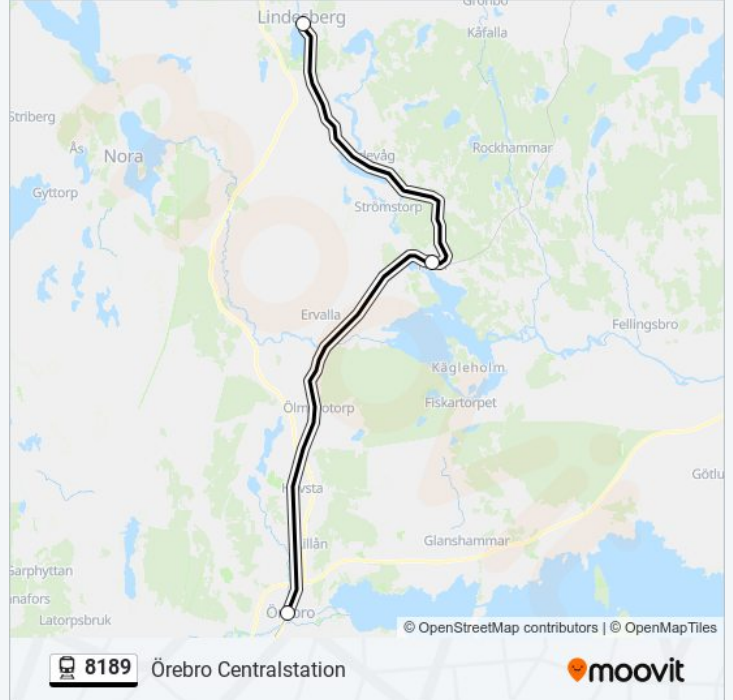 Grönbo
Lindesberg
Kåfalla
Striberg
Ås
Nora
Rockhammar
Gyttorp
Strömstorp
Ervalla
Fellingsbro
Kägleholm
Fiskartorpet
Götlu
Glanshammar
Garphyttan
Örebro
Latorpsbruk
© OpenStreetMap contributors | © OpenMapTiles
8189 Örebro Centralstation
moovit